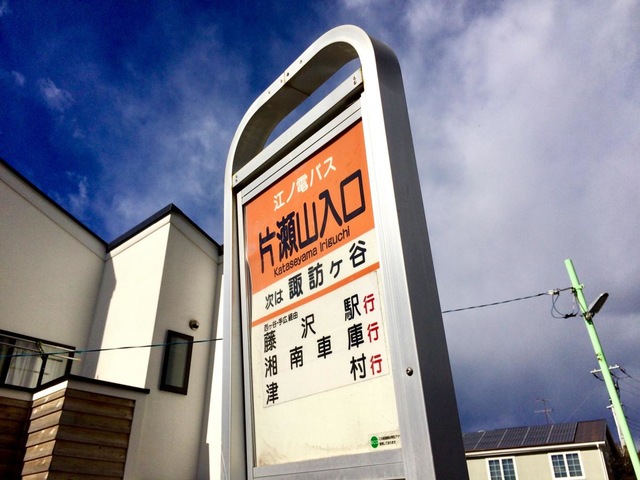 江ノ電バス
片瀬山入口
Kataseyama Iriguchi
次は 諏訪ヶ谷
藤沢駅行
湘南車庫行
津村行